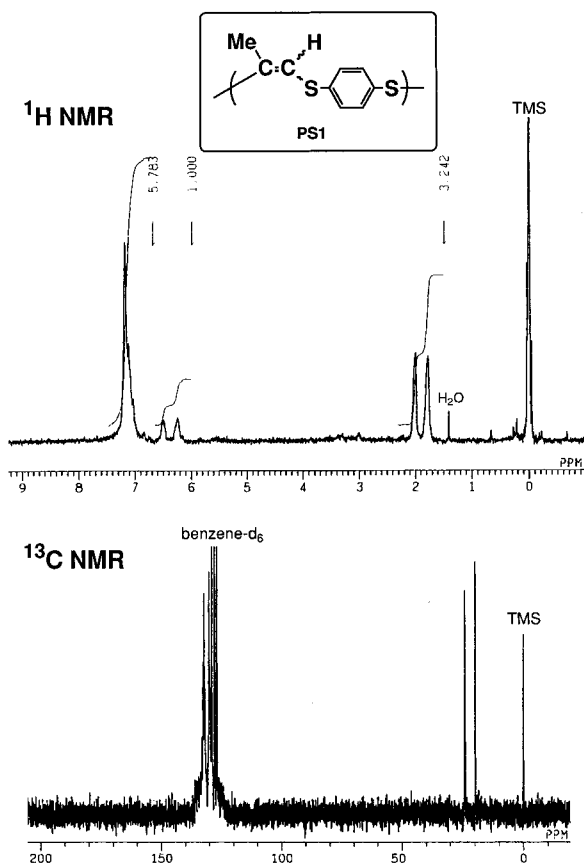 Me H
C=C
S S
PS1
¹H NMR
TMS
5.783
1.000
3.242
H₂O
9 8 7 6 5 4 3 2 1 0
PPM
¹³C NMR
benzene-d₆
TMS
200 150 100 50 0
PPM